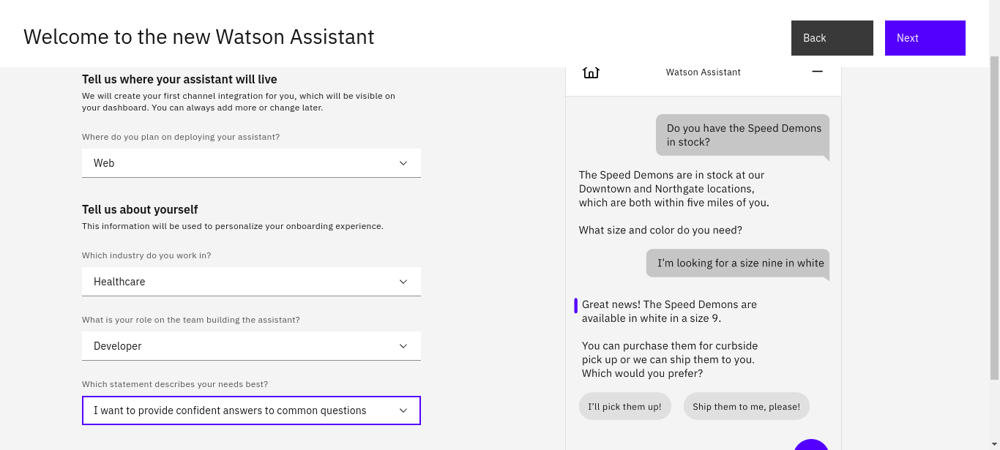 Welcome to the new Watson Assistant
Back
Next
Tell us where your assistant will live
We will create your first channel integration for you, which will be visible on
your dashboard. You can always add more or change later.
Where do you plan on deploying your assistant?
Web
Tell us about yourself
This information will be used to personalize your onboarding experience.
Which industry do you work in?
Healthcare
What is your role on the team building the assistant?
Developer
Which statement describes your needs best?
I want to provide confident answers to common questions
Watson Assistant
Do you have the Speed Demons
in stock?
The Speed Demons are in stock at our
Downtown and Northgate locations,
which are both within five miles of you.
What size and color do you need?
I’m looking for a size nine in white
Great news! The Speed Demons are
available in white in a size 9.
You can purchase them for curbside
pick up or we can ship them to you.
Which would you prefer?
I’ll pick them up!
Ship them to me, please!